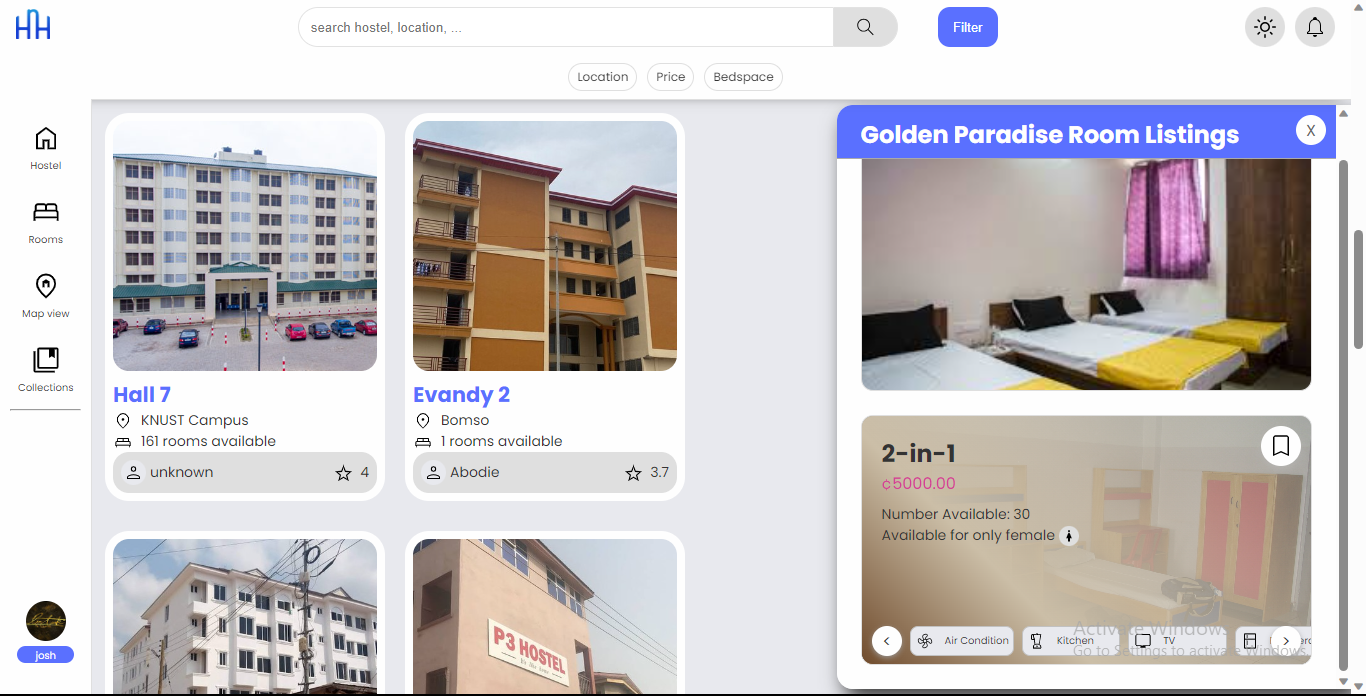 HNH
search hostel, location, ...
Filter
Location
Price
Bedspace
Hostel
Rooms
Map view
Collections
josh
Hall 7
KNUST Campus
161 rooms available
unknown
4
Evandy 2
Bomso
1 rooms available
Abodie
3.7
P3 HOSTEL
Golden Paradise Room Listings
X
2-in-1
¢5000.00
Number Available: 30
Available for only female
Air Condition
Kitchen
TV
Activate Windows
Go to Settings to activate Windows.